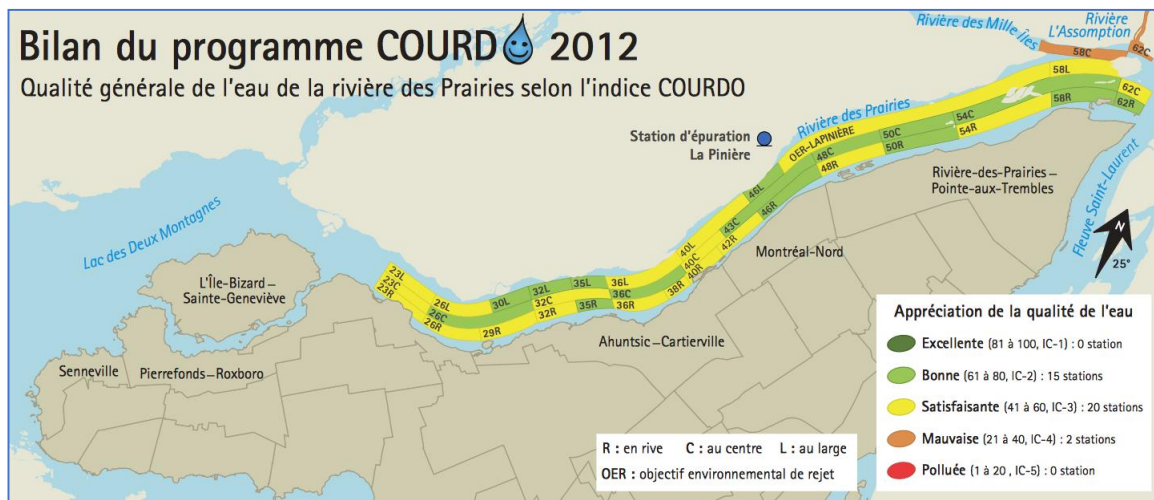 Bilan du programme COURDO 2012
Qualité générale de l'eau de la rivière des Prairies selon l'indice COURDO
Rivière des Mille Îles
Rivière
L'Assomption
58C
62C
58L
62C
62R
58R
Rivière des Prairies
Station d'épuration
La Pinière
OER-LAPINIÈRE
54C
54R
50C
50R
48C
48R
46L
46R
43C
42R
40L
40C
40R
38R
36L
36C
36R
35L
35R
32L
32C
32R
30L
29R
26L
26C
26R
23L
23C
23R
Rivière-des-Prairies–
Pointe-aux-Trembles
Fleuve Saint-Laurent
N
25°
Montréal-Nord
Lac des Deux Montagnes
L'Île-Bizard–
Sainte-Geneviève
Ahuntsic-Cartierville
Senneville
Pierrefonds-Roxboro
R : en rive C : au centre L : au large
OER : objectif environnemental de rejet
Appréciation de la qualité de l'eau
Excellente (81 à 100, IC-1) : 0 station
Bonne (61 à 80, IC-2) : 15 stations
Satisfaisante (41 à 60, IC-3) : 20 stations
Mauvaise (21 à 40, IC-4) : 2 stations
Polluée (1 à 20 , IC-5) : 0 station